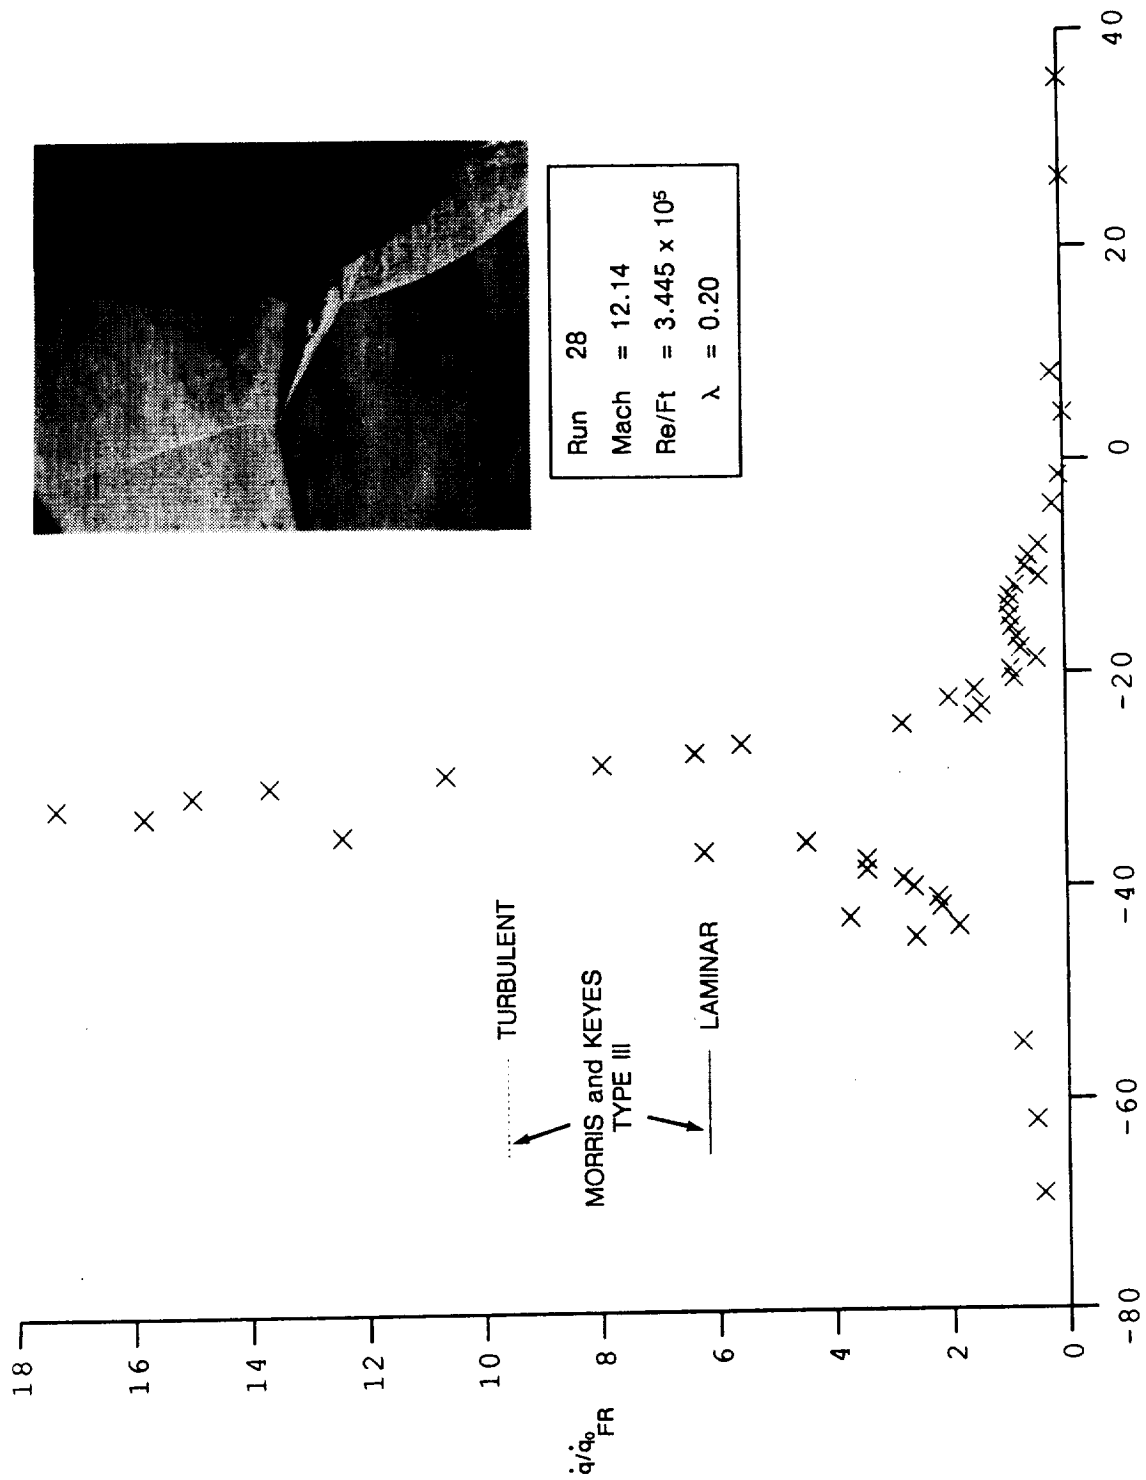 Run 28
Mach = 12.14
Re/Ft = 3.445 x 10⁵
λ = 0.20
TURBULENT
MORRIS and KEYES
TYPE III
LAMINAR
18
16
14
12
10
8
6
4
2
0
q̇/q̇₀FR
-80
-60
-40
-20
0
20
40